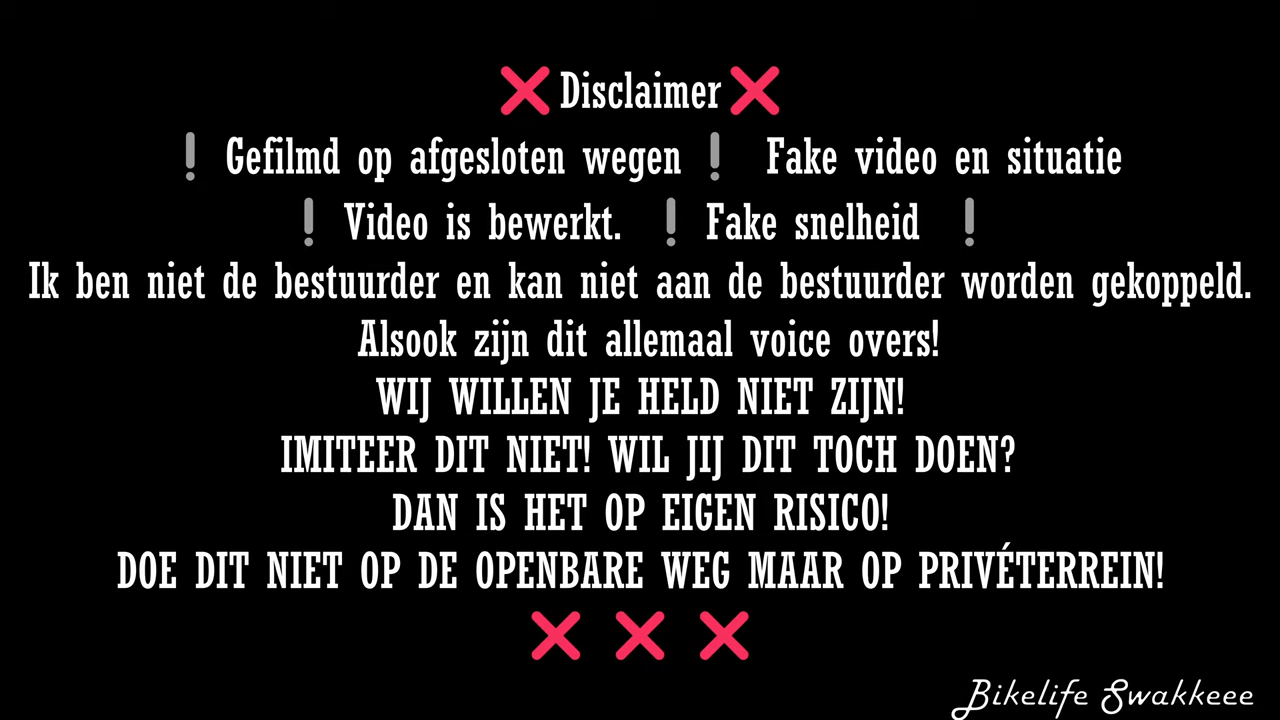 ❌Disclaimer❌
❕ Gefilmd op afgesloten wegen❕ Fake video en situatie
❕ Video is bewerkt. ❕ Fake snelheid ❕
Ik ben niet de bestuurder en kan niet aan de bestuurder worden gekoppeld.
Alsook zijn dit allemaal voice overs!
WIJ WILLEN JE HELD NIET ZIJN!
IMITEER DIT NIET! WIL JIJ DIT TOCH DOEN?
DAN IS HET OP EIGEN RISICO!
DOE DIT NIET OP DE OPENBARE WEG MAAR OP PRIVÉTERREIN!
❌ ❌ ❌
Bikelife Swakkeee